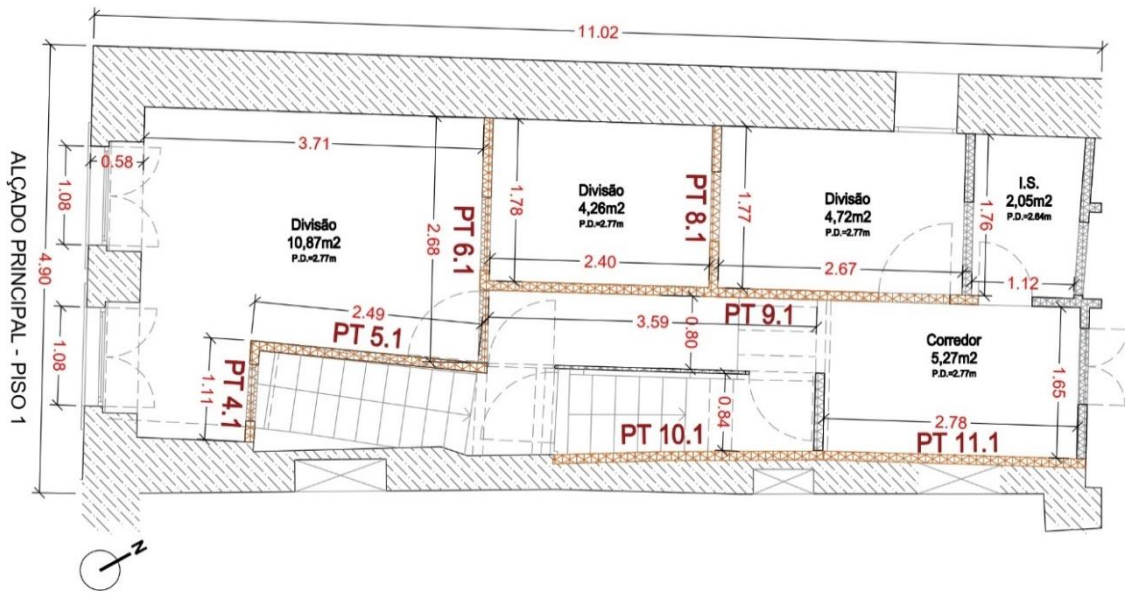 11.02
3.71
0.58
1.08
4.90
1.08
ALÇADO PRINCIPAL - PISO 1
Divisão
10,87m2
P.D.=2.77m
2.68
PT 6.1
1.78
Divisão
4,26m2
P.D.=2.77m
2.40
PT 8.1
1.77
Divisão
4,72m2
P.D.=2.77m
2.67
1.76
I.S.
2,05m2
P.D.=2.64m
1.12
2.49
PT 5.1
1.11
PT 4.1
3.59
PT 9.1
0.80
0.84
PT 10.1
Corredor
5,27m2
P.D.=2.77m
1.65
2.78
PT 11.1
N